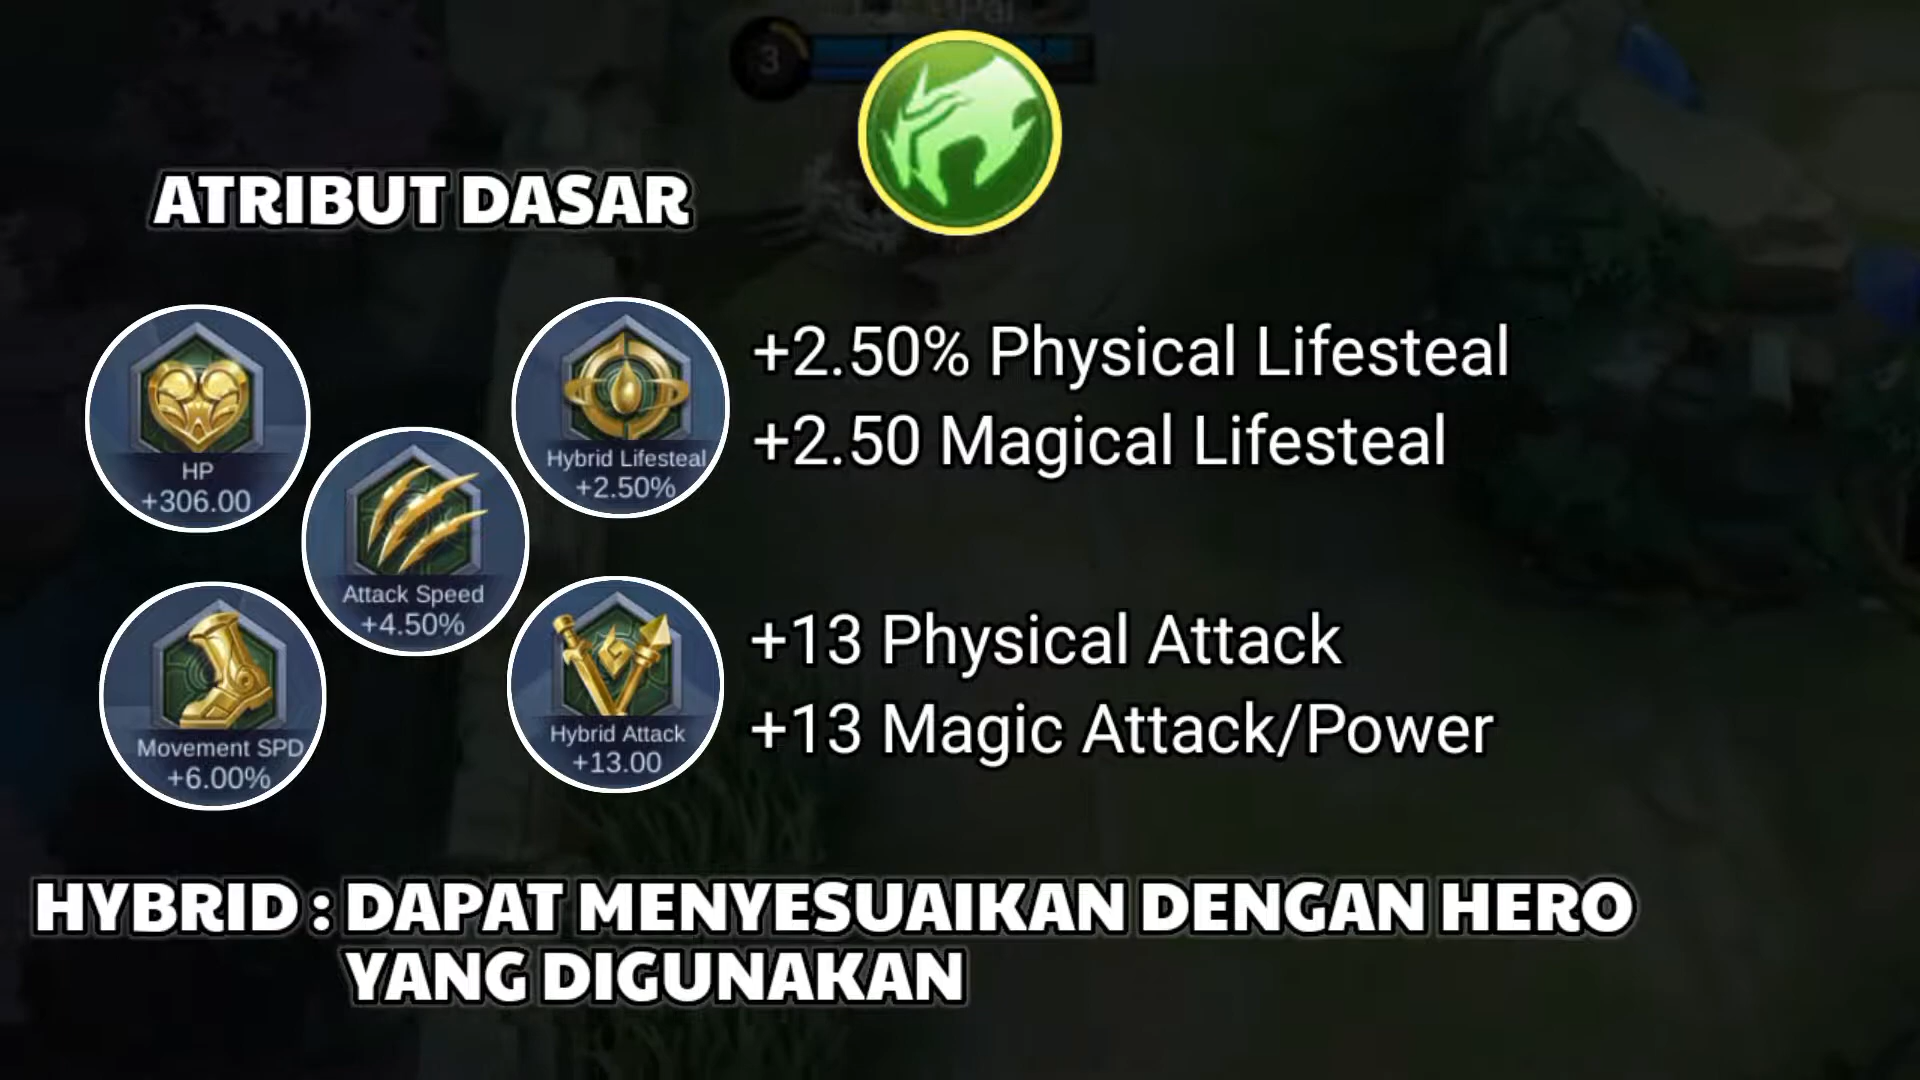 Pai
3
ATRIBUT DASAR
HP
+306.00
Hybrid Lifesteal
+2.50%
+2.50% Physical Lifesteal
+2.50 Magical Lifesteal
Attack Speed
+4.50%
Movement SPD
+6.00%
Hybrid Attack
+13.00
+13 Physical Attack
+13 Magic Attack/Power
HYBRID : DAPAT MENYESUAIKAN DENGAN HERO
YANG DIGUNAKAN